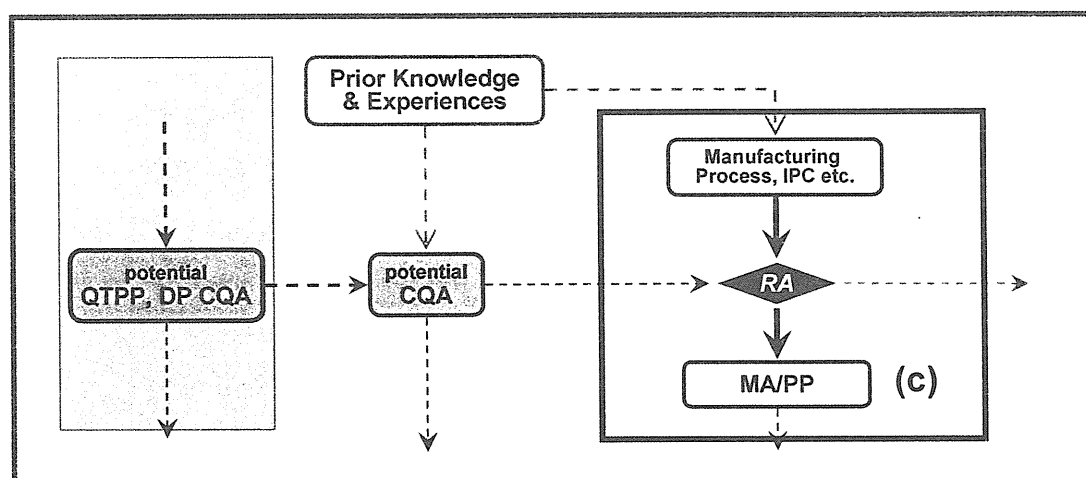 Prior Knowledge
& Experiences
Manufacturing
Process, IPC etc.
potential
QTPP, DP CQA
potential
CQA
RA
MA/PP
(c)